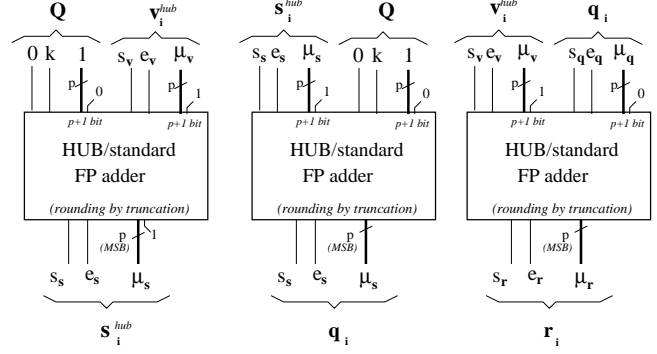 Q v_i^hub s_i^hub Q v_i^hub q_i
0 k 1 s_v e_v μ_v s_s e_s μ_s 0 k 1 s_v e_v μ_v s_q e_q μ_q
p 0 p 1 p 1 p 0 p 1 p 0
p+1 bit p+1 bit p+1 bit p+1 bit p+1 bit p+1 bit
HUB/standard HUB/standard HUB/standard
FP adder FP adder FP adder
(rounding by truncation) (rounding by truncation) (rounding by truncation)
p 1 p p
(MSB) (MSB) (MSB)
s_s e_s μ_s s_s e_s μ_s s_r e_r μ_r
s_i^hub q_i r_i